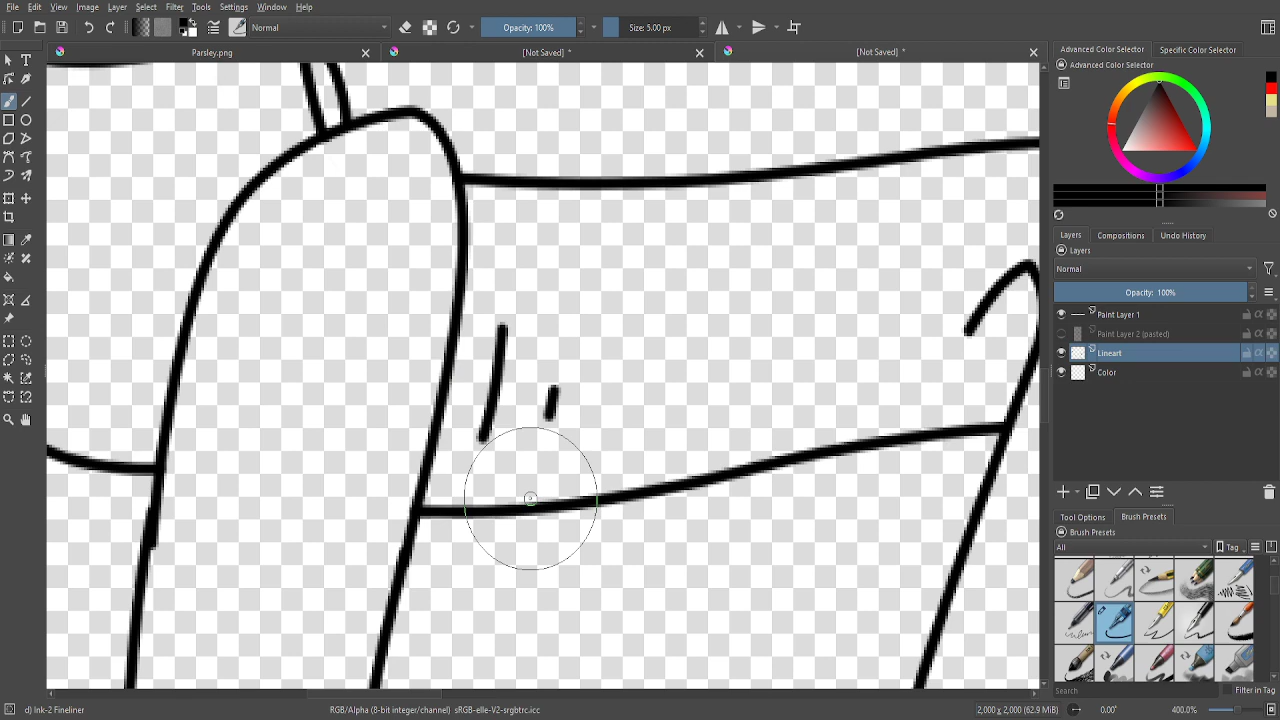 File Edit View Image Layer Select Filter Tools Settings Window Help
Normal Opacity: 100% Size: 5.00 px
Parsley.png [Not Saved] * [Not Saved] *
Advanced Color Selector Specific Color Selector
Advanced Color Selector
Layers Compositions Undo History
Layers
Normal
Opacity: 100%
Paint Layer 1
Paint Layer 2 (pasted)
Lineart
Color
Tool Options Brush Presets
Brush Presets
All Tag
Search Filter in Tag
d) Ink-2 Fineliner RGB/Alpha (8-bit integer/channel) sRGB-elle-V2-srgbtrc.icc 2,000 x 2,000 (62.9 MiB) 0.00° 400.0%